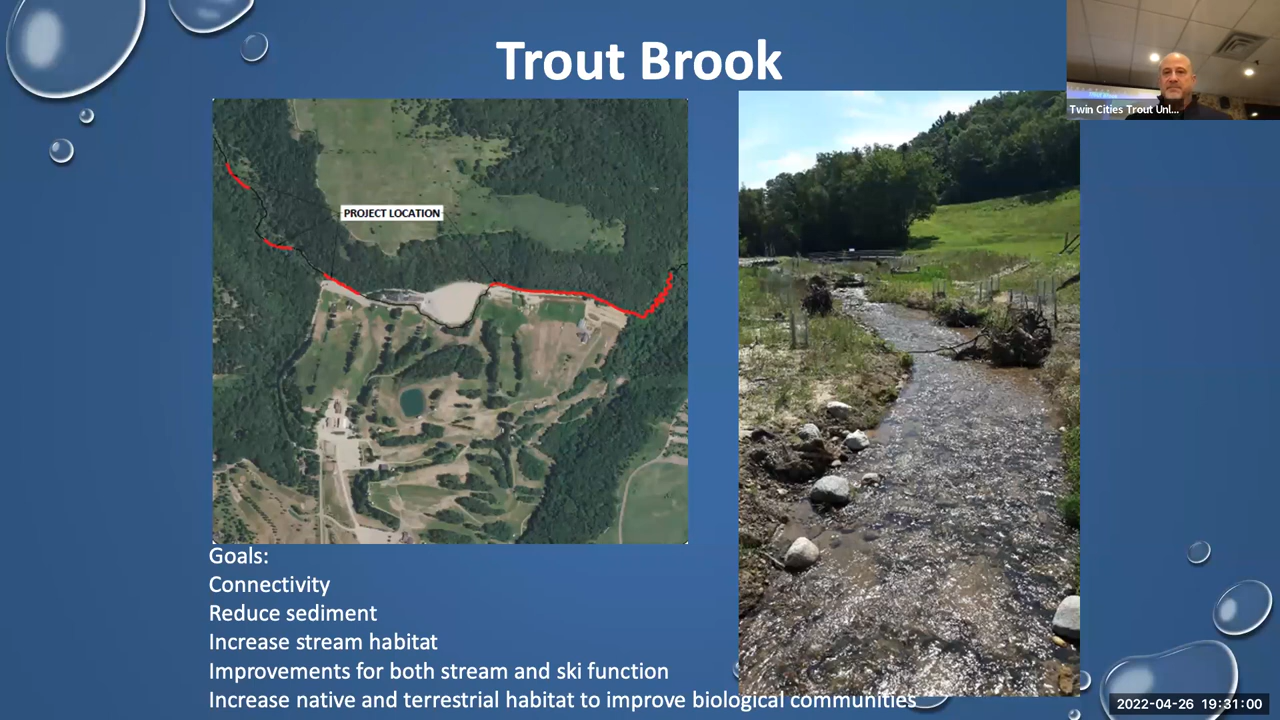 Trout Brook
Twin Cities Trout Unl...
PROJECT LOCATION
Goals:
Connectivity
Reduce sediment
Increase stream habitat
Improvements for both stream and ski function
Increase native and terrestrial habitat to improve biological communities
2022-04-26 19:31:00